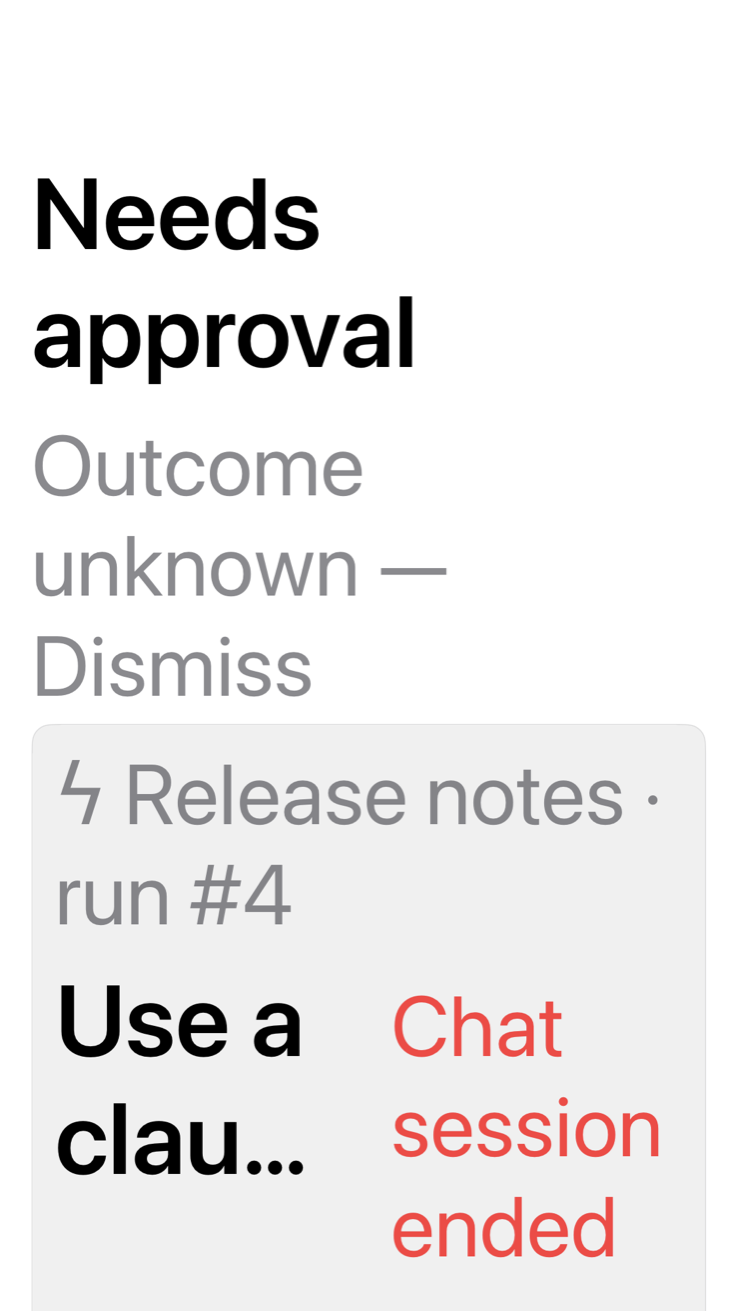 Needs
approval
Outcome
unknown —
Dismiss
ϟ Release notes ·
run #4
Use a
clau…
Chat
session
ended